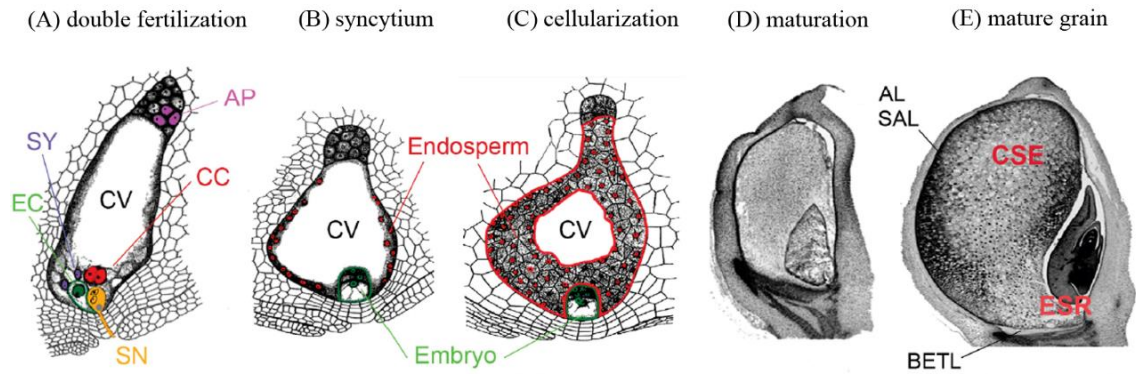 (A) double fertilization
(B) syncytium
(C) cellularization
(D) maturation
(E) mature grain
AP
SY
CC
EC
CV
SN
CV
Endosperm
CV
Embryo
AL
SAL
CSE
ESR
BETL